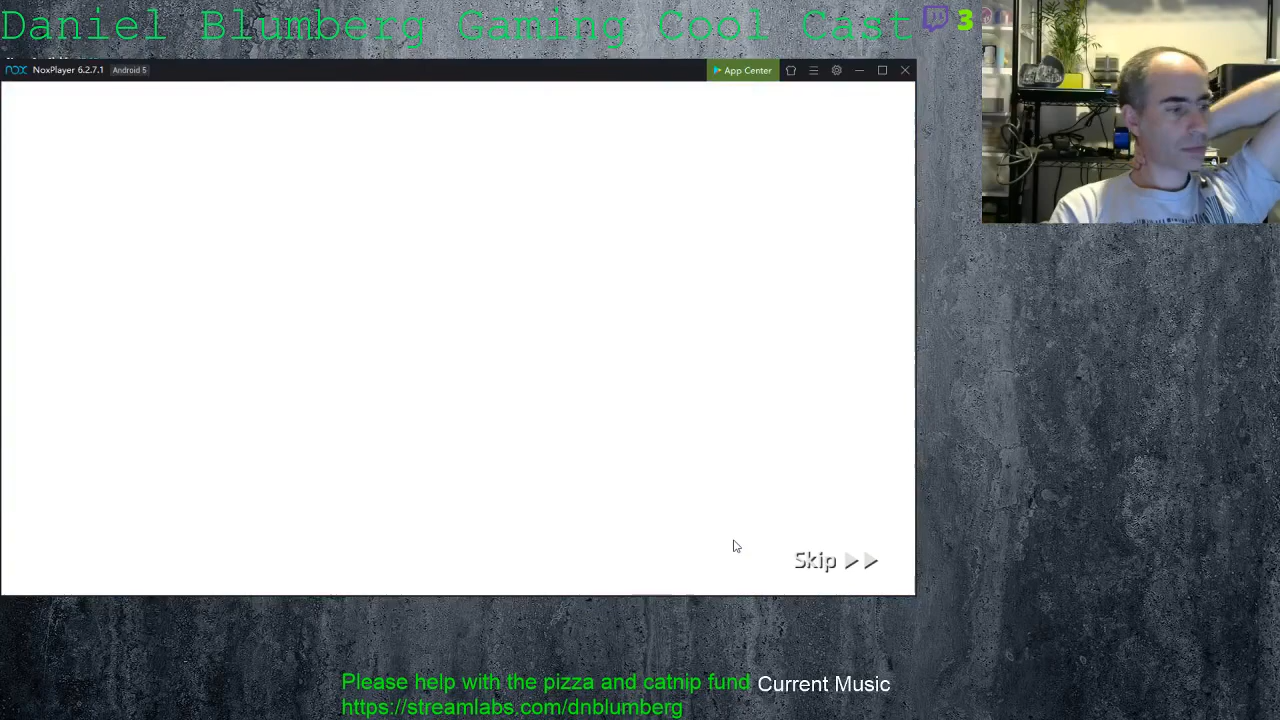 Daniel Blumberg Gaming Cool Cast
3
nox NoxPlayer 6.2.7.1 Android 5
App Center
Skip
Please help with the pizza and catnip fund
https://streamlabs.com/dnblumberg
Current Music